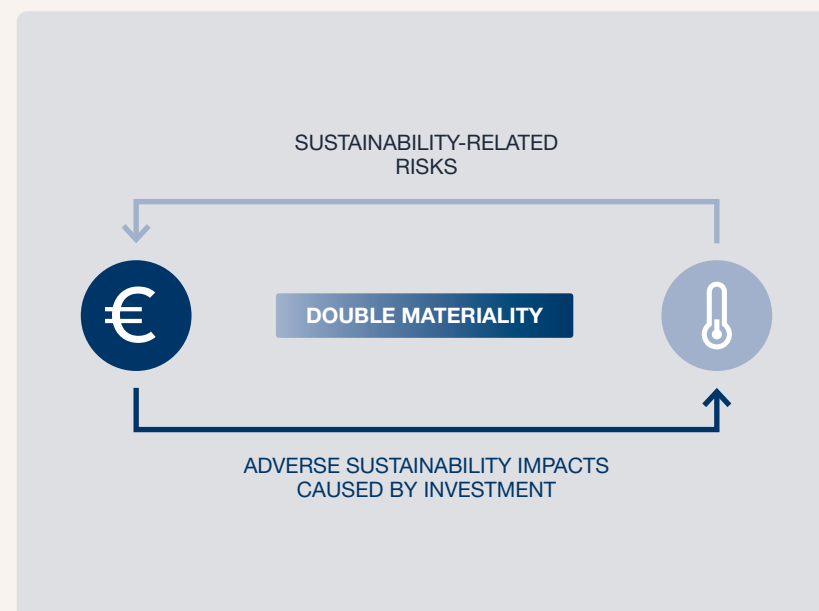 SUSTAINABILITY-RELATED
RISKS
€
DOUBLE MATERIALITY
ADVERSE SUSTAINABILITY IMPACTS
CAUSED BY INVESTMENT